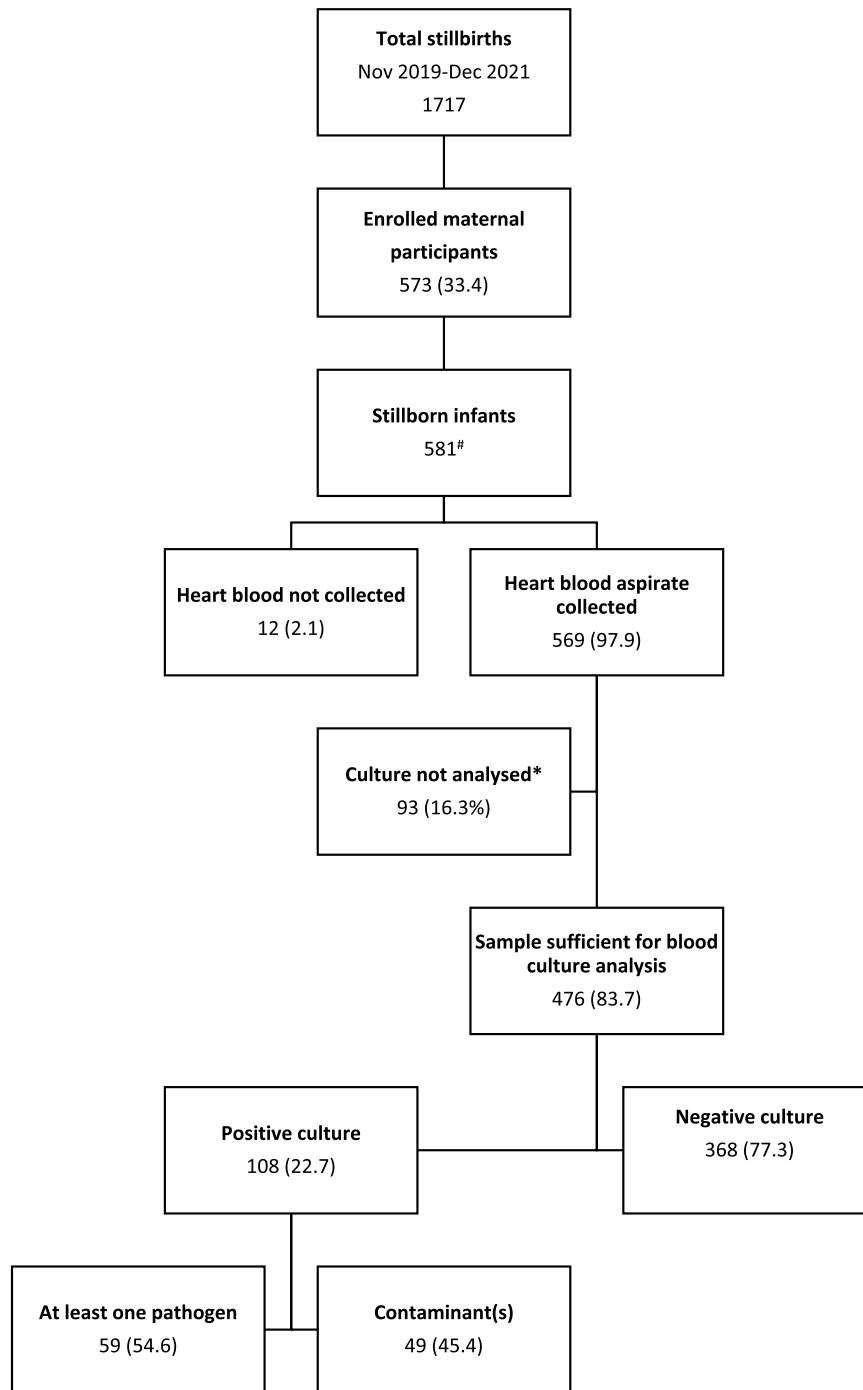 Total stillbirths
Nov 2019-Dec 2021
1717
Enrolled maternal
participants
573 (33.4)
Stillborn infants
581#
Heart blood not collected
12 (2.1)
Heart blood aspirate
collected
569 (97.9)
Culture not analysed*
93 (16.3%)
Sample sufficient for blood
culture analysis
476 (83.7)
Positive culture
108 (22.7)
Negative culture
368 (77.3)
At least one pathogen
59 (54.6)
Contaminant(s)
49 (45.4)